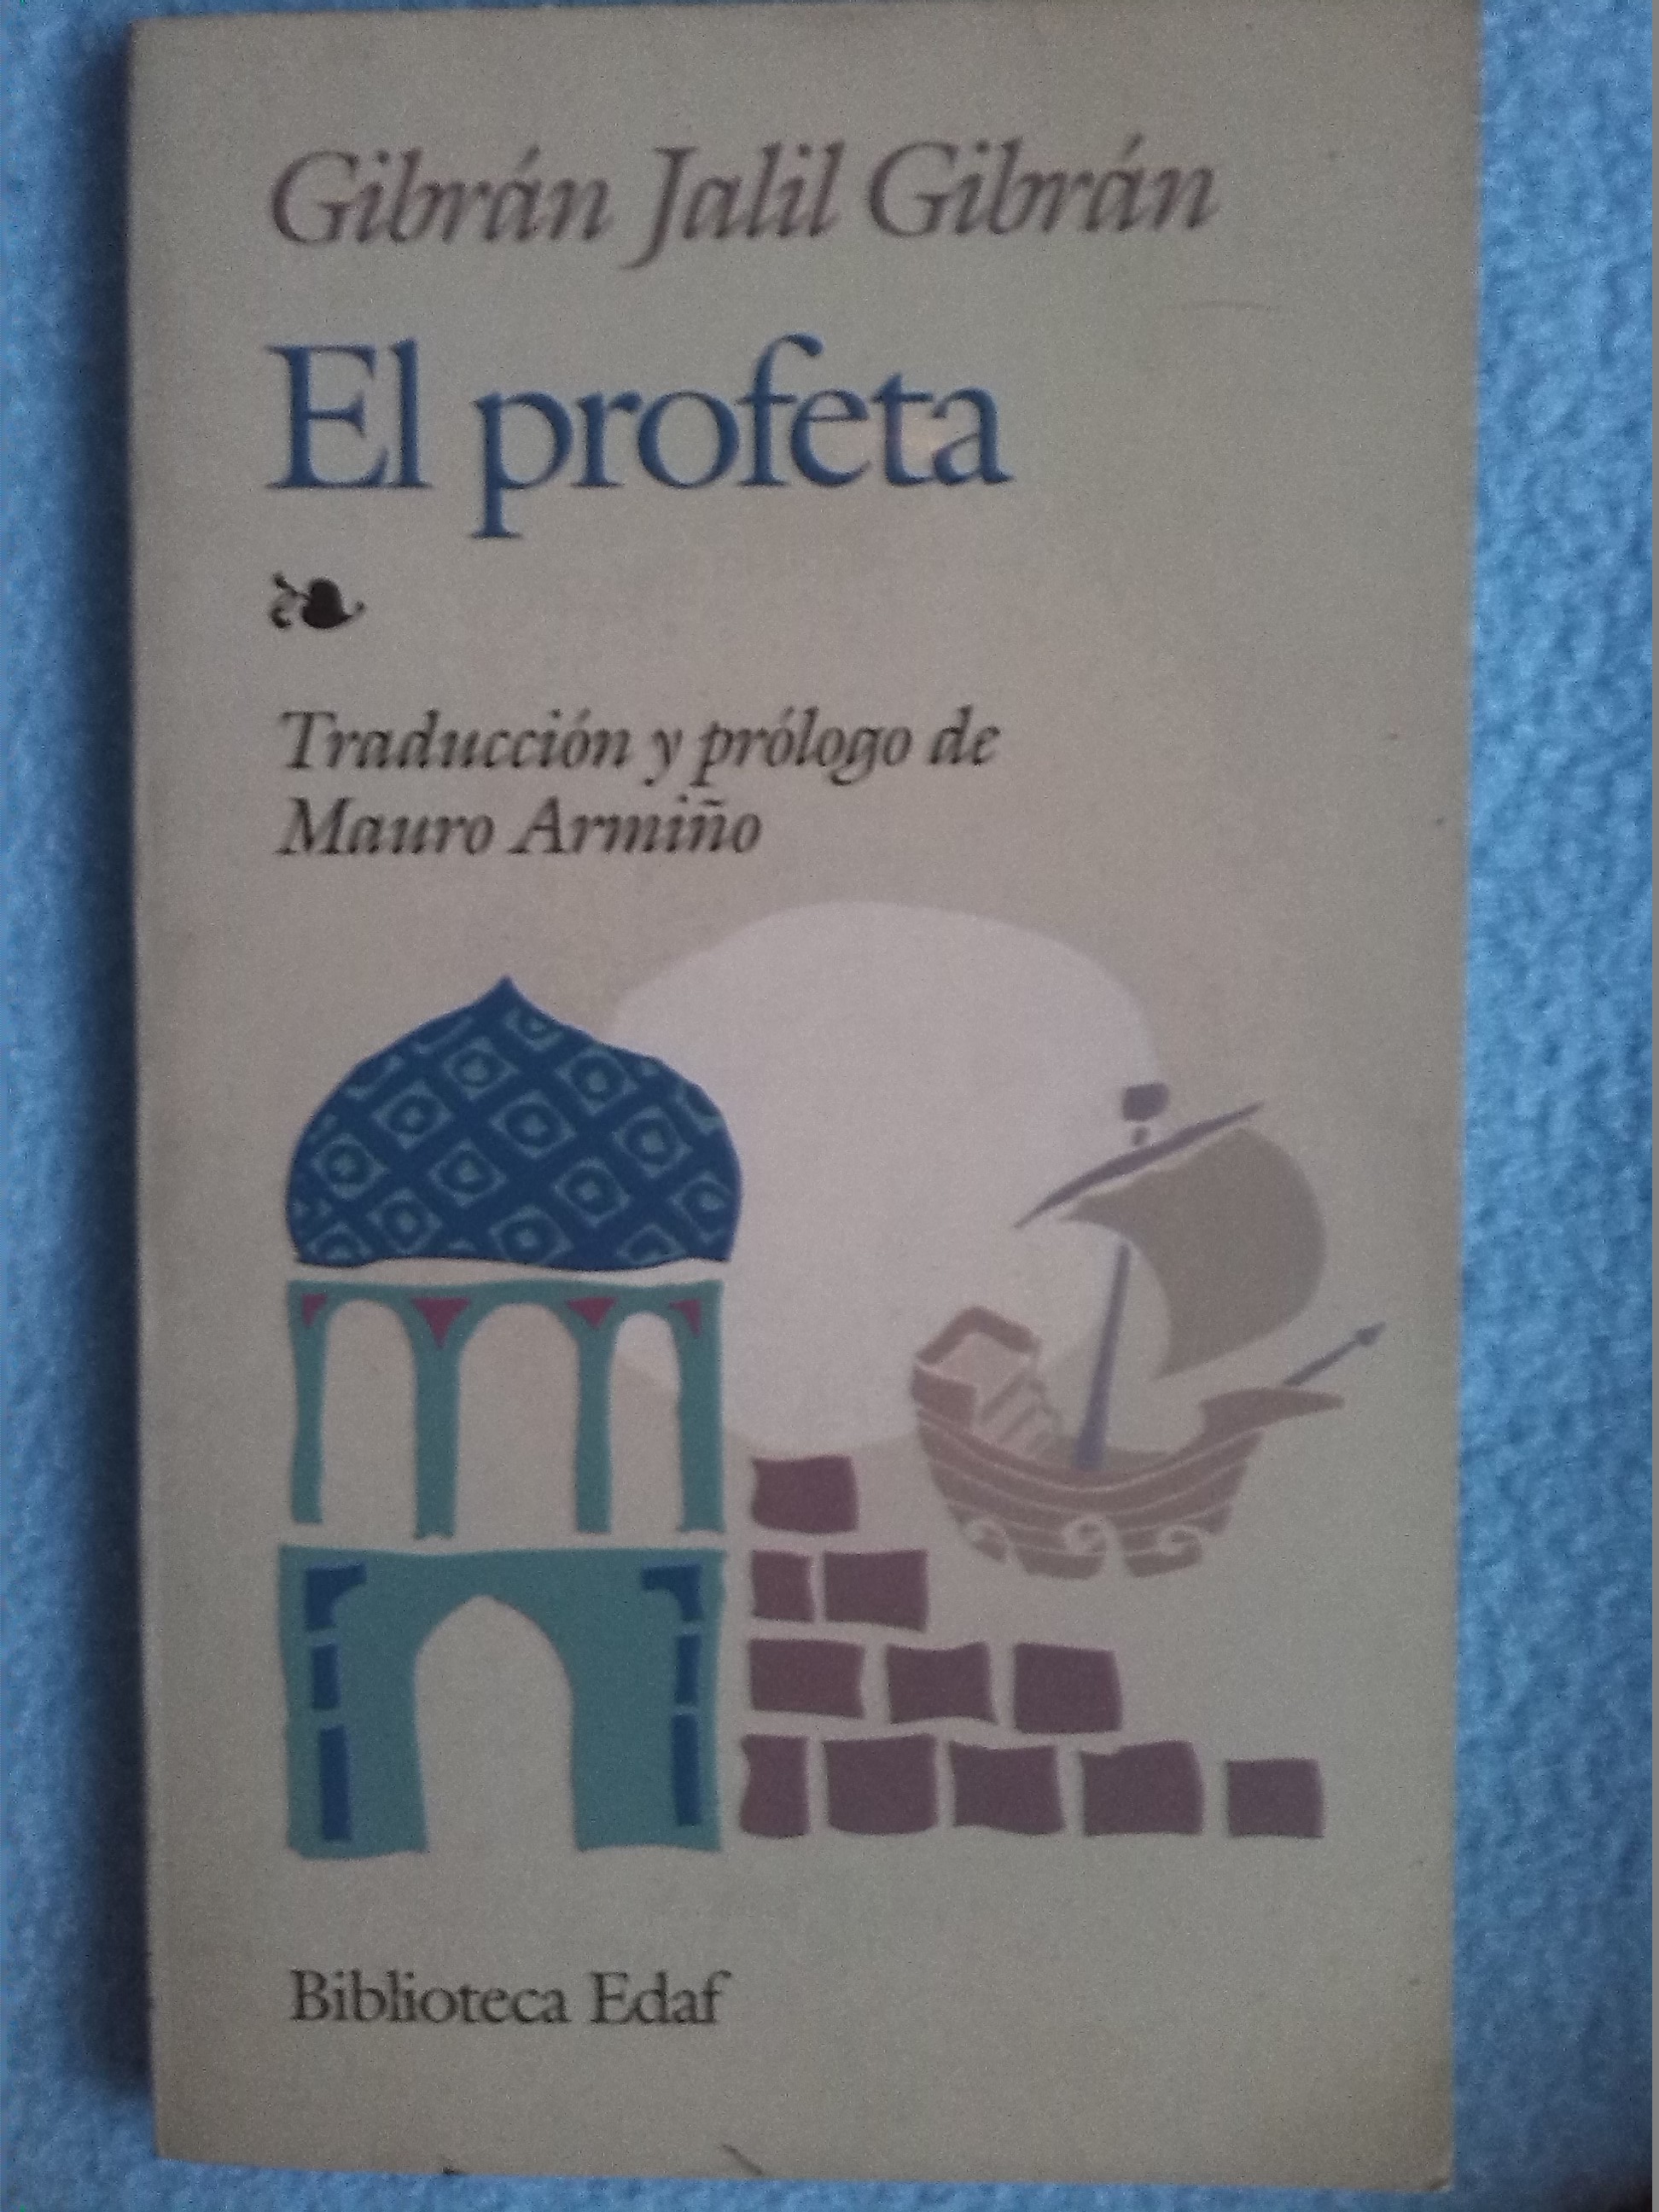 Gibrán Jalil Gibrán
El profeta
Traducción y prólogo de
Mauro Armiño
Biblioteca Edaf